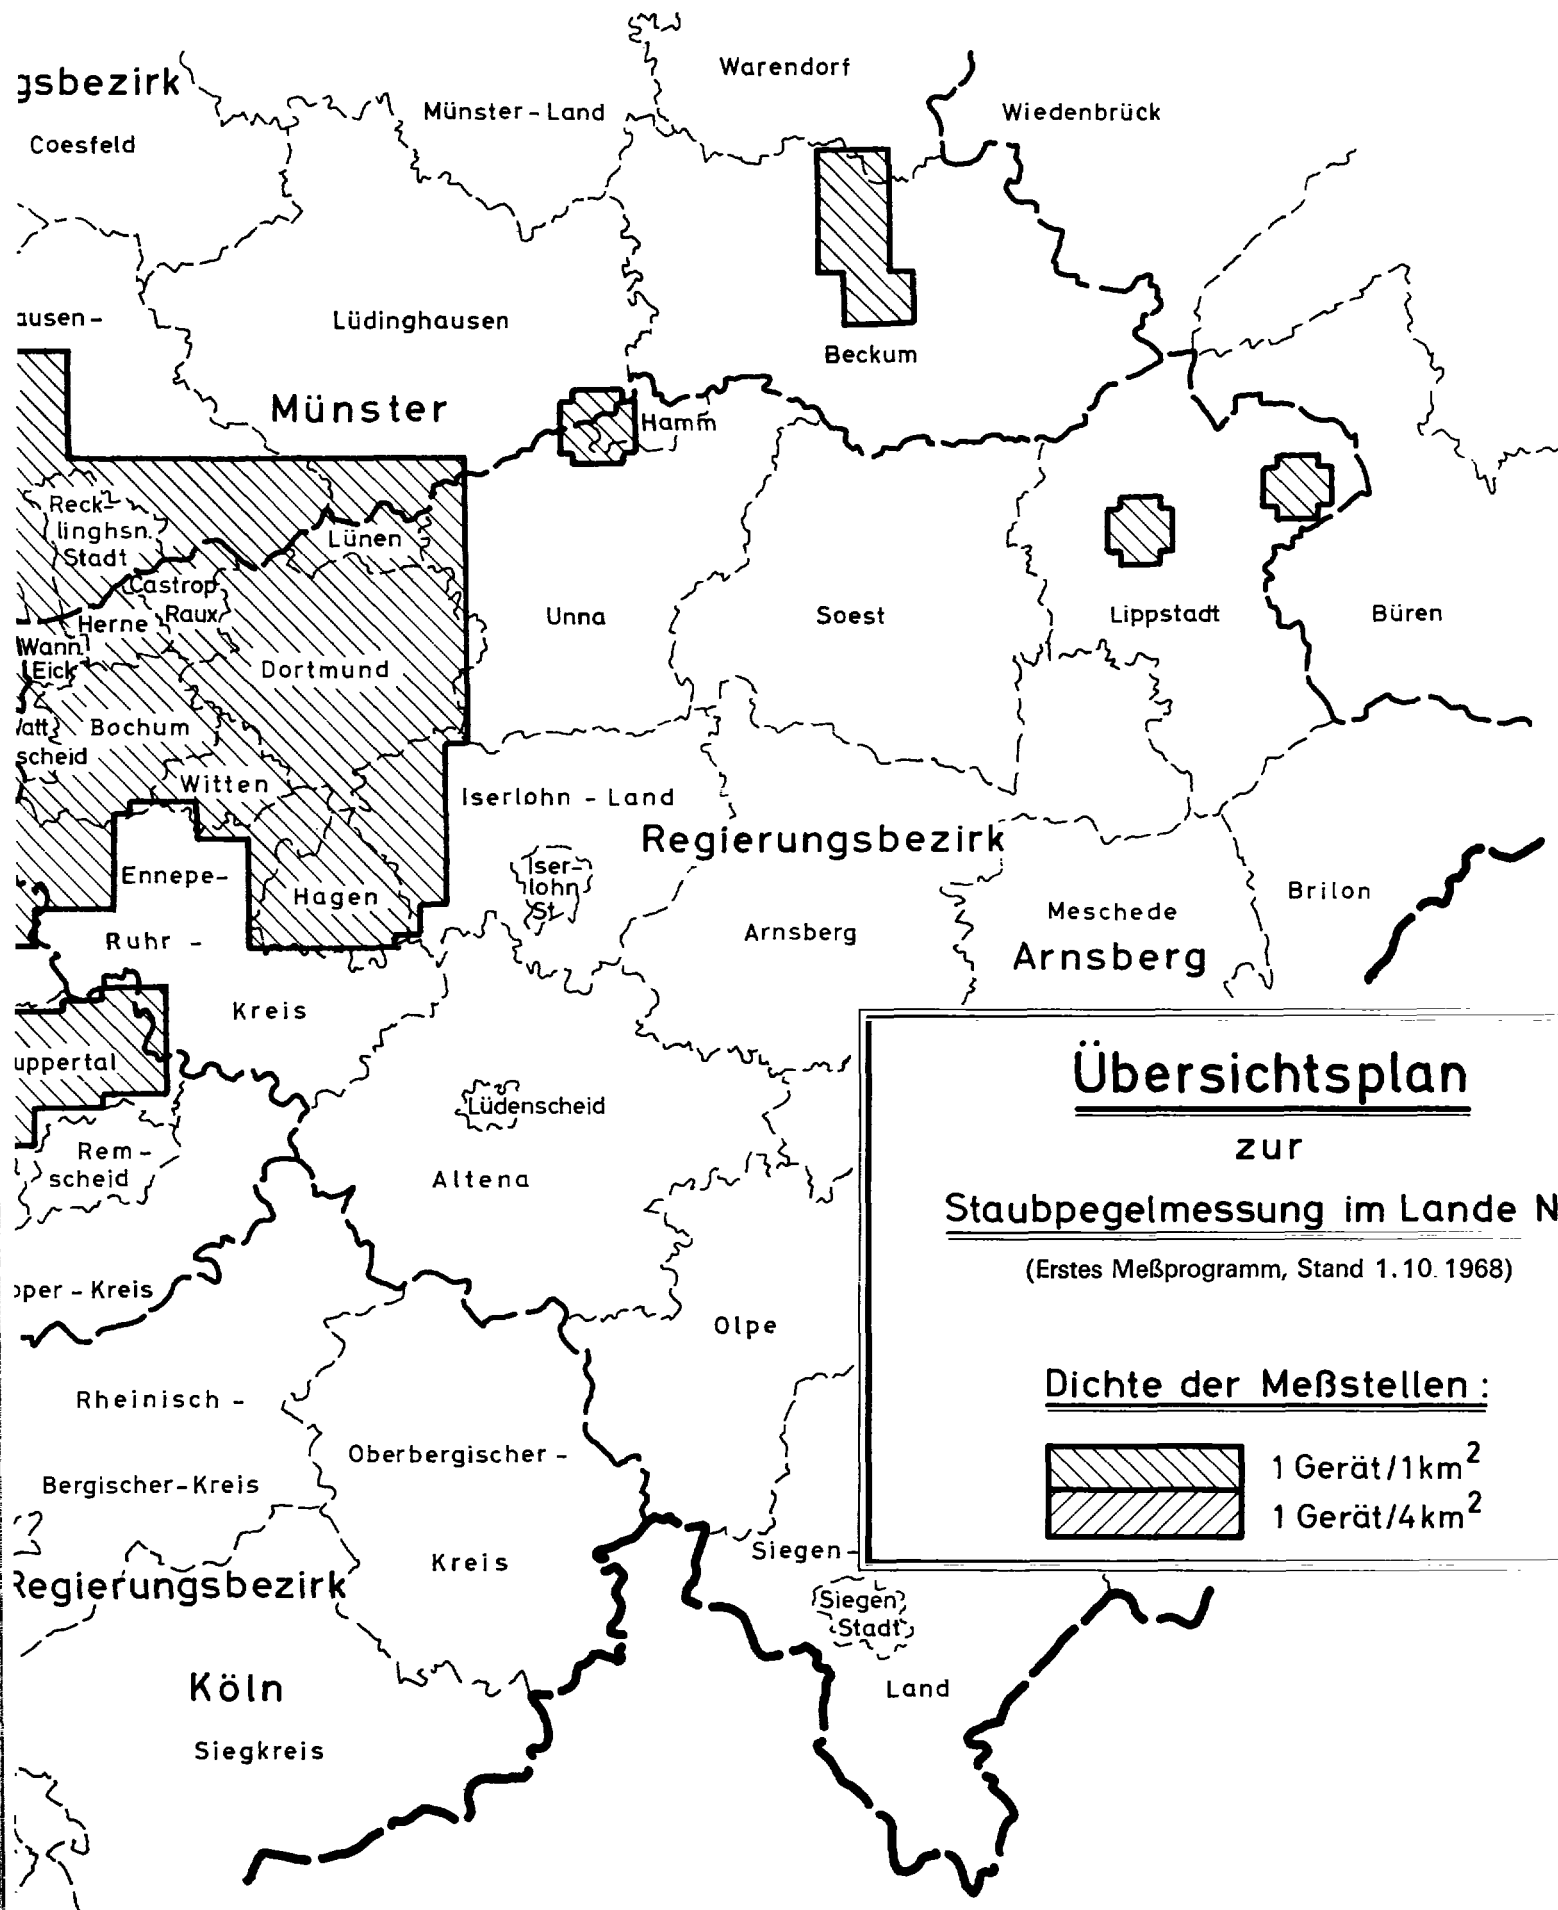 gsbezirk
Warendorf
Münster - Land
Wiedenbrück
Coesfeld
ausen -
Lüdinghausen
Beckum
Münster
Hamm
Reck-
linghsn.
Stadt
Lünen
Castrop
Raux
Herne
Wann
Eick
Unna
Soest
Lippstadt
Büren
Dortmund
Watt
scheid
Bochum
Witten
Iserlohn - Land
Regierungsbezirk
Iser-
lohn
St.
Ennepe-
Hagen
Ruhr -
Kreis
Arnsberg
Meschede
Brilon
Arnsberg
uppertal
Lüdenscheid
Rem-
scheid
Altena
pper - Kreis
Olpe
Rheinisch -
Bergischer-Kreis
Oberbergischer -
Kreis
Regierungsbezirk
Köln
Siegkreis
Siegen -
Siegen
Stadt
Land
Übersichtsplan
zur
Staubpegelmessung im Lande N
(Erstes Meßprogramm, Stand 1.10.1968)
Dichte der Meßstellen :
1 Gerät/1km²
1 Gerät/4km²